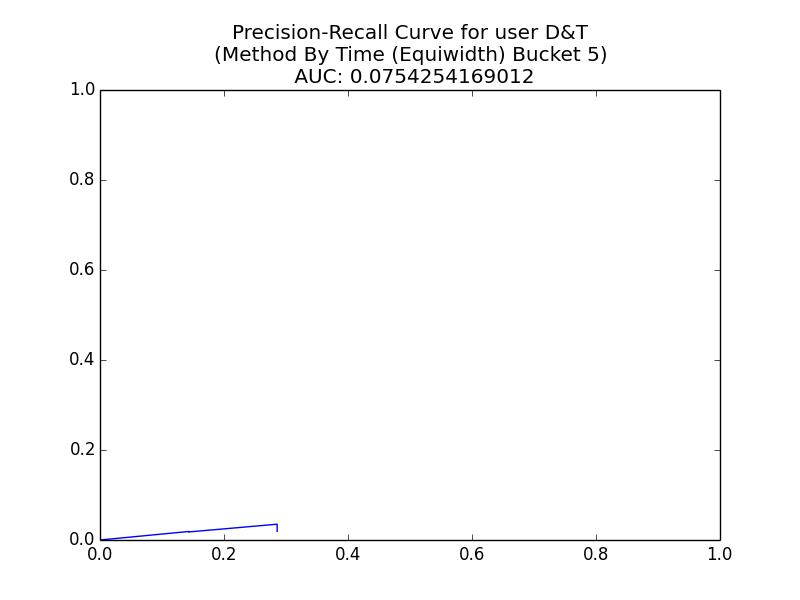 Precision-Recall Curve for user D&T
(Method By Time (Equiwidth) Bucket 5)
AUC: 0.0754254169012
1.0
0.8
0.6
0.4
0.2
0.0
0.0 0.2 0.4 0.6 0.8 1.0